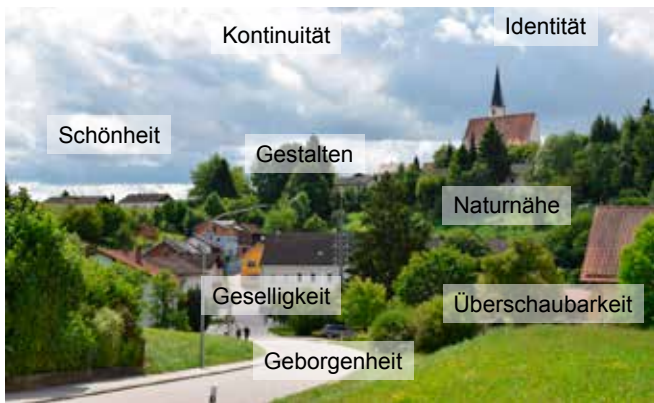 Identität
Kontinuität
Schönheit
Gestalten
Naturnähe
Geselligkeit
Überschaubarkeit
Geborgenheit